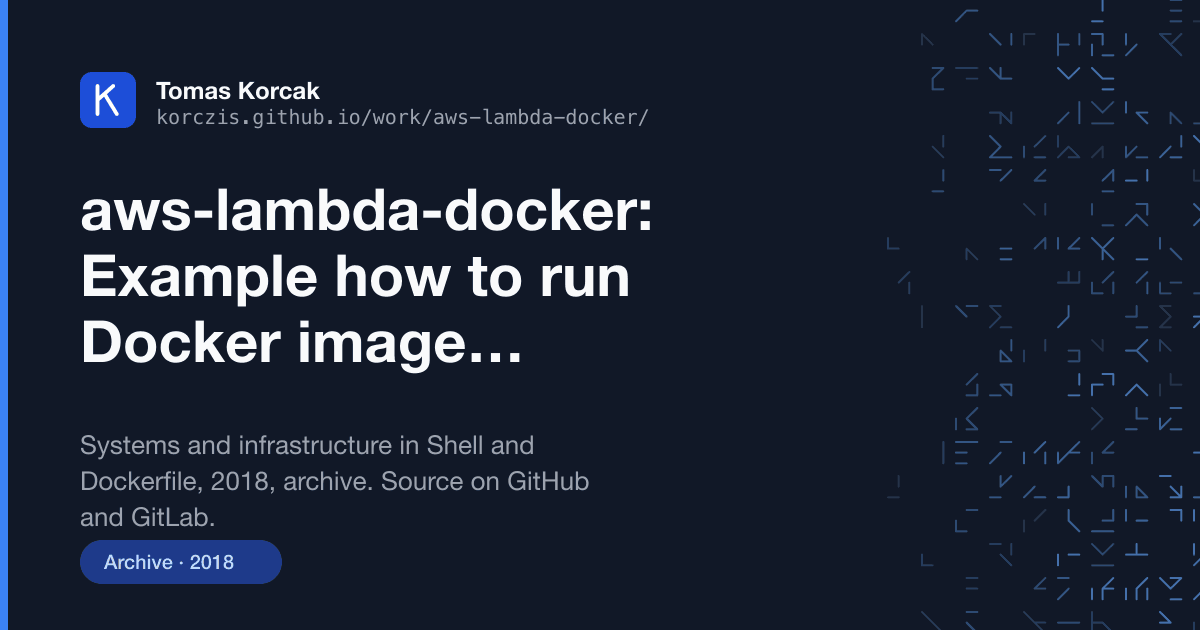 K
Tomas Korcak
korczis.github.io/work/aws-lambda-docker/
aws-lambda-docker:
Example how to run
Docker image…
Systems and infrastructure in Shell and
Dockerfile, 2018, archive. Source on GitHub
and GitLab.
Archive · 2018